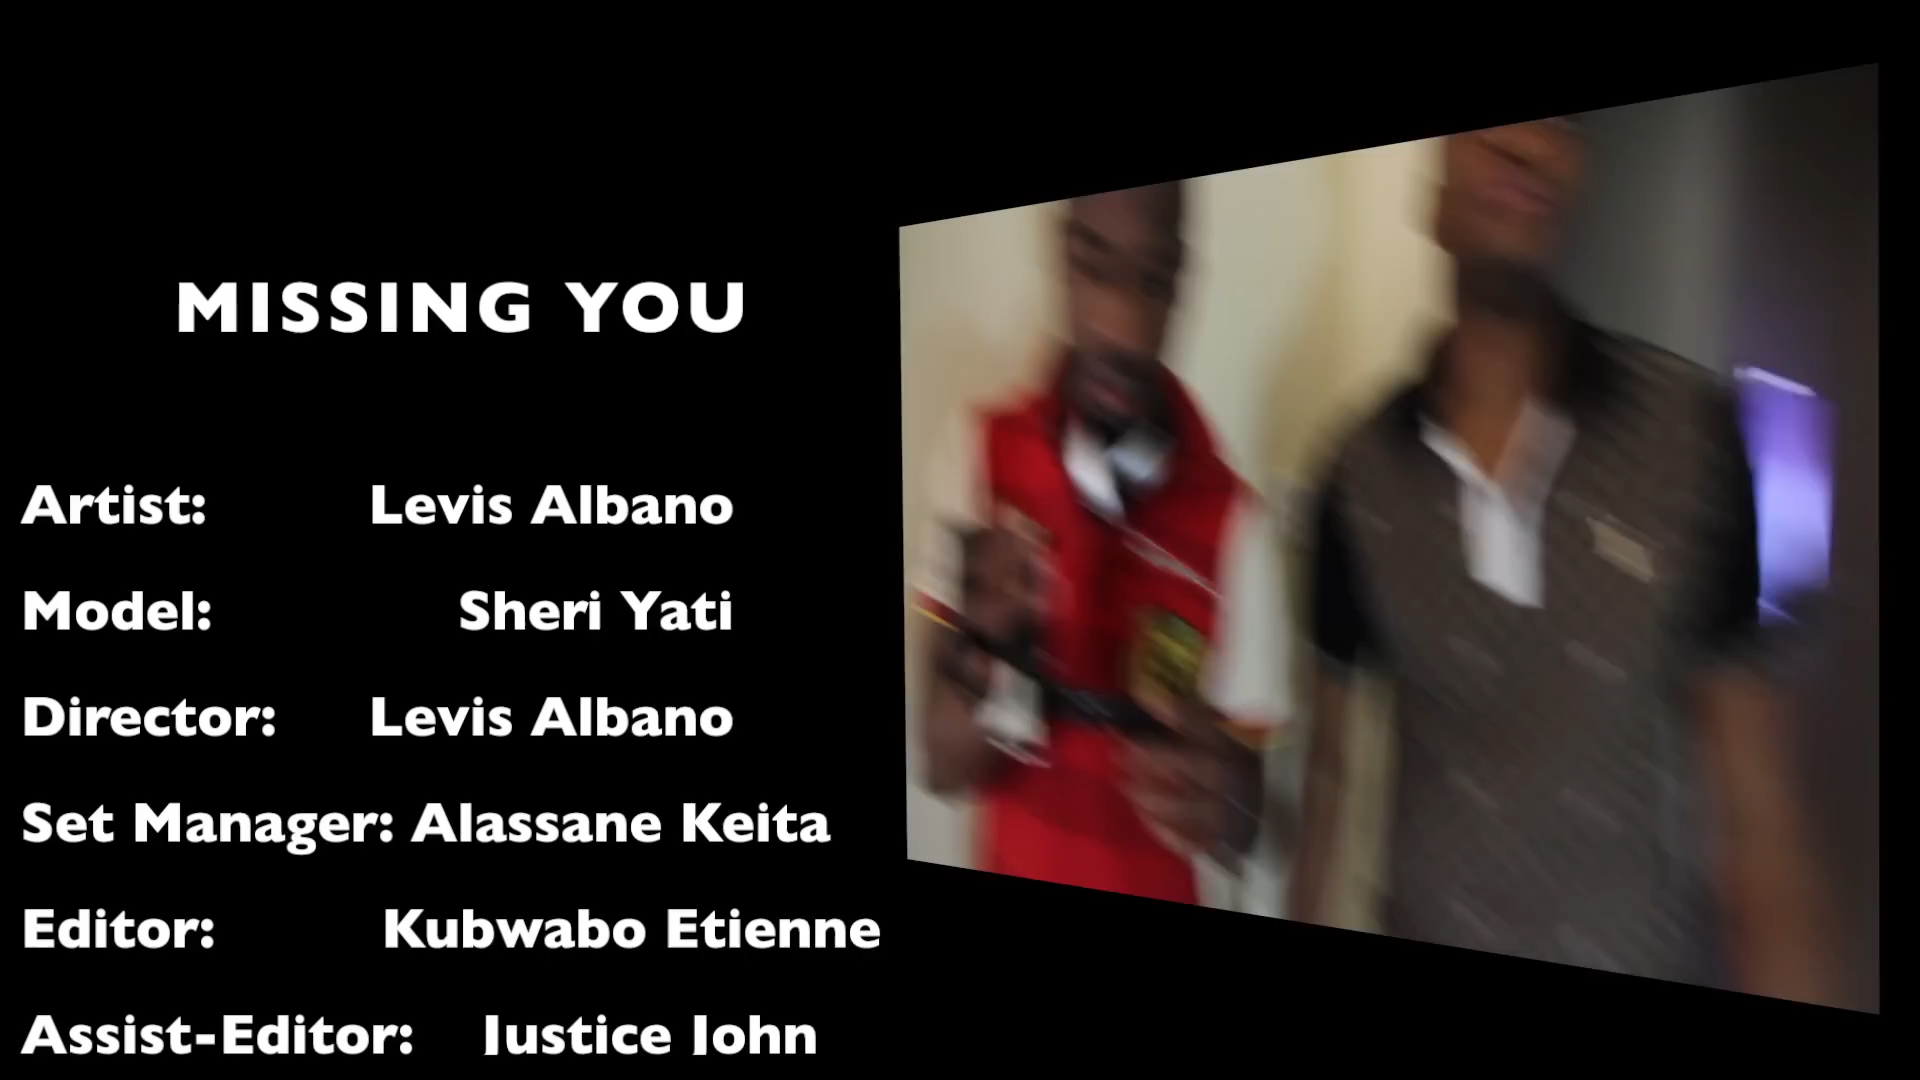 MISSING YOU
Artist: Levis Albano
Model: Sheri Yati
Director: Levis Albano
Set Manager: Alassane Keita
Editor: Kubwabo Etienne
Assist-Editor: Justice John